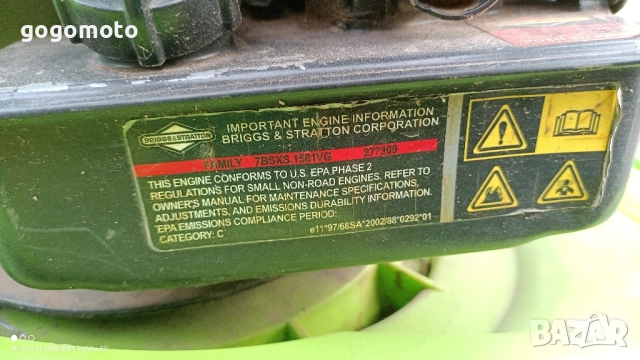 gogomoto
BRIGGS & STRATTON
IMPORTANT ENGINE INFORMATION
BRIGGS & STRATTON CORPORATION
FAMILY 7BSXS.1581VG 277309
THIS ENGINE CONFORMS TO U.S. EPA PHASE 2
REGULATIONS FOR SMALL NON-ROAD ENGINES. REFER TO
OWNER'S MANUAL FOR MAINTENANCE SPECIFICATIONS,
ADJUSTMENTS, AND EMISSIONS DURABILITY INFORMATION.
EPA EMISSIONS COMPLIANCE PERIOD:
CATEGORY: C
e11*97/68SA*2002/88*0292*01
BAZAR